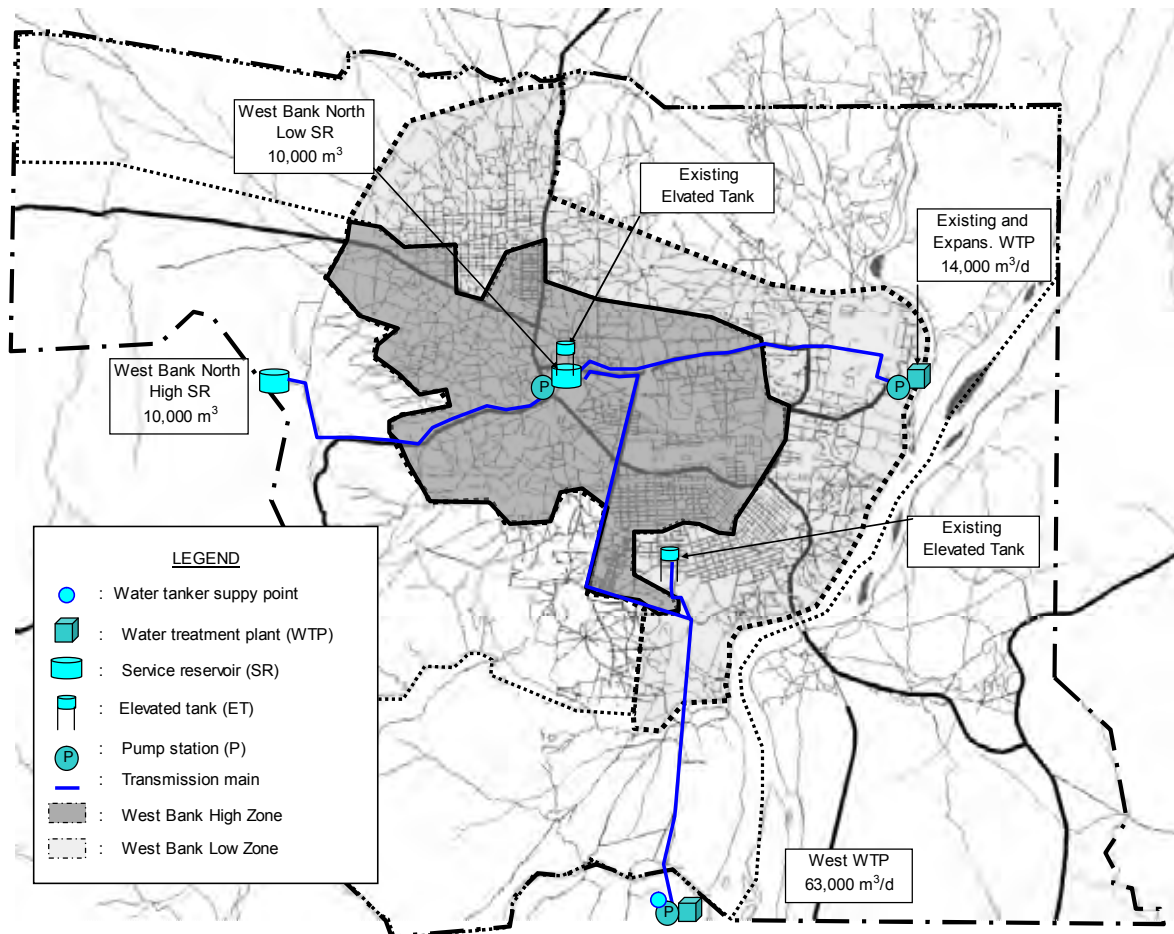 West Bank North
Low SR
10,000 m³
Existing
Elvated Tank
Existing and
Expans. WTP
14,000 m³/d
West Bank North
High SR
10,000 m³
P
P
Existing
Elevated Tank
LEGEND
: Water tanker suppy point
: Water treatment plant (WTP)
: Service reservoir (SR)
: Elevated tank (ET)
P : Pump station (P)
: Transmission main
: West Bank High Zone
: West Bank Low Zone
West WTP
63,000 m³/d
P